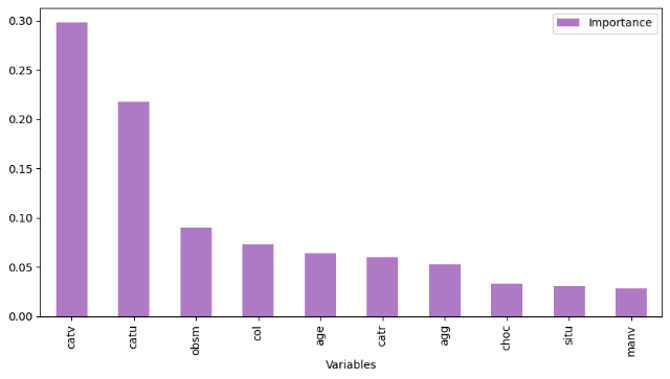 Importance
0.30
0.25
0.20
0.15
0.10
0.05
0.00
catv
catu
obsm
col
age
catr
agg
choc
situ
manv
Variables